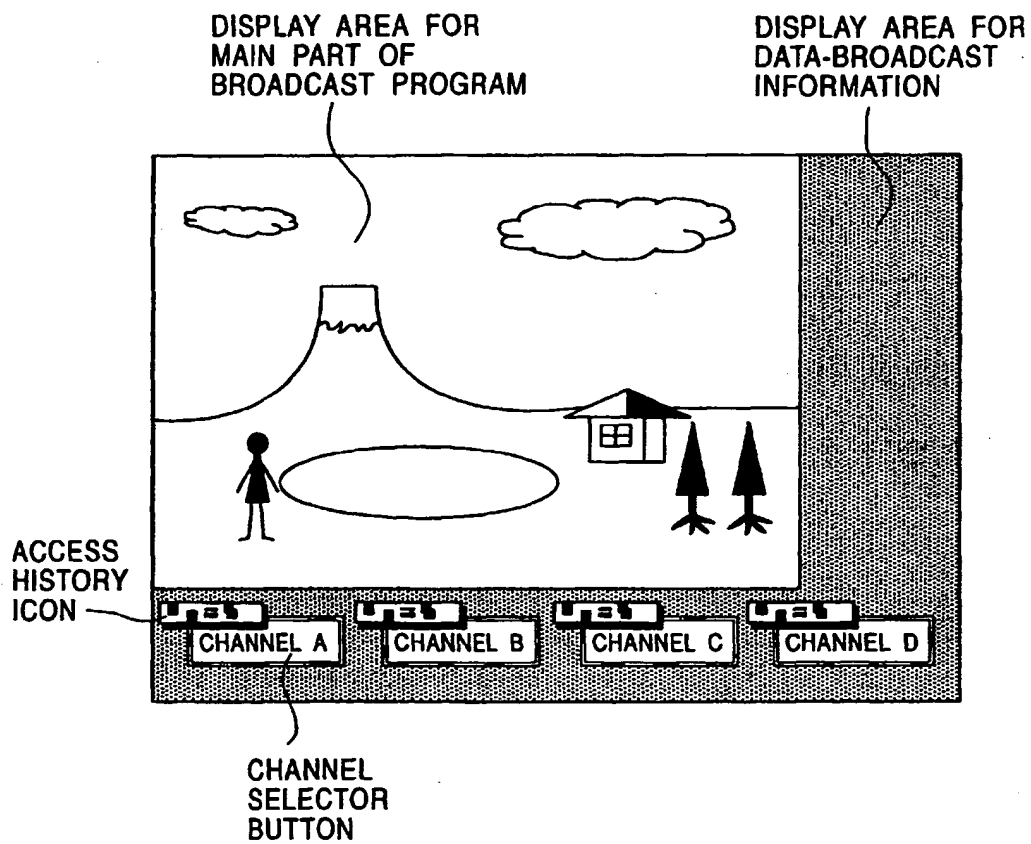 DISPLAY AREA FOR
MAIN PART OF
BROADCAST PROGRAM
DISPLAY AREA FOR
DATA-BROADCAST
INFORMATION
ACCESS
HISTORY
ICON
CHANNEL A
CHANNEL B
CHANNEL C
CHANNEL D
CHANNEL
SELECTOR
BUTTON